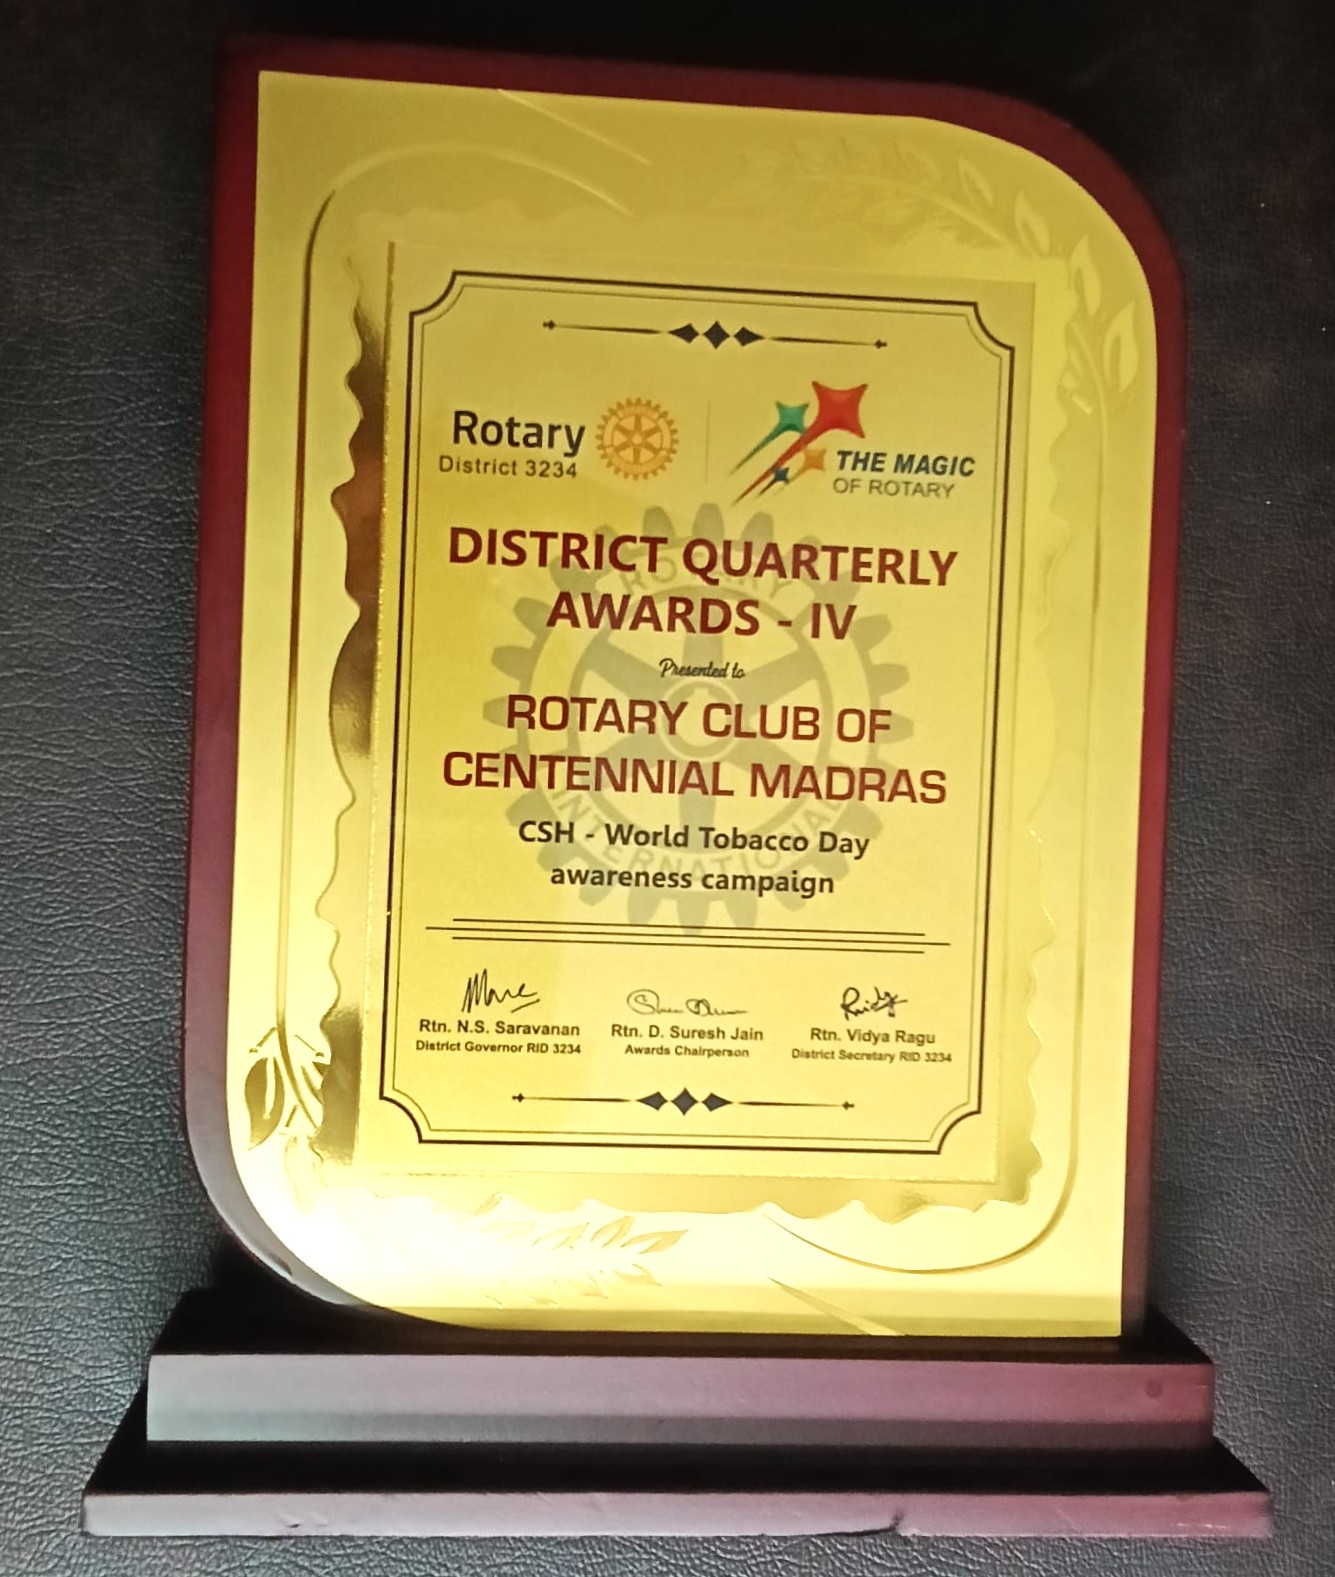 Rotary
District 3234
THE MAGIC
OF ROTARY
DISTRICT QUARTERLY
AWARDS - IV
Presented to
ROTARY CLUB OF
CENTENNIAL MADRAS
CSH - World Tobacco Day
awareness campaign
ROTARY
INTERNATIONAL
Rtn. N.S. Saravanan
District Governor RID 3234
Rtn. D. Suresh Jain
Awards Chairperson
Rtn. Vidya Ragu
District Secretary RID 3234